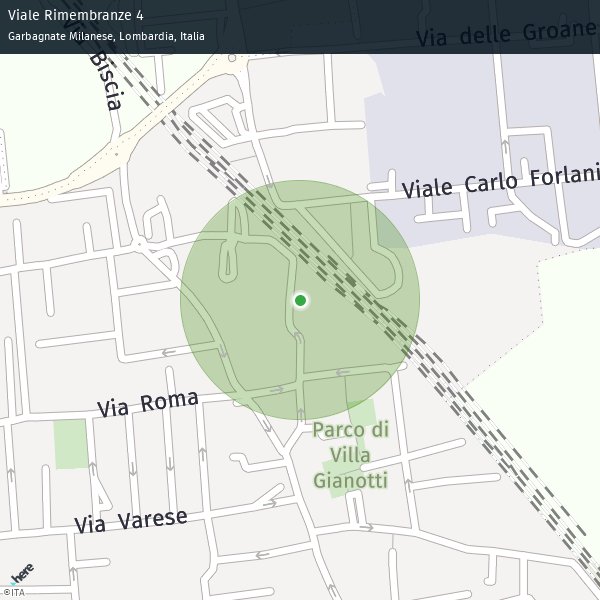 Viale Rimembranze 4
Garbagnate Milanese, Lombardia, Italia
Via delle Groane
Via Biscia
Viale Carlo Forlani
Via Roma
Parco di
Villa
Gianotti
Via Varese
here
©ITA